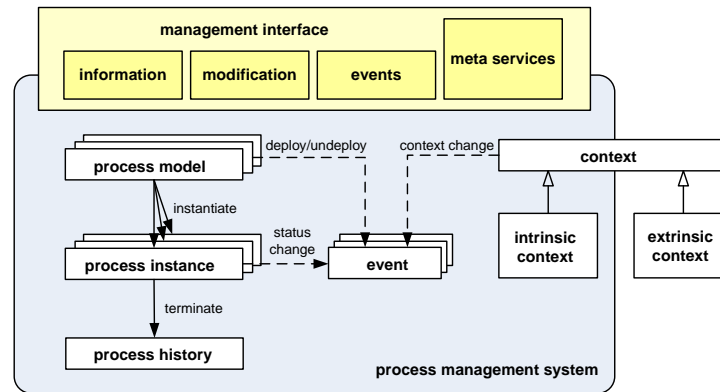 management interface
information
modification
events
meta services
process model
deploy/undeploy
context change
context
instantiate
process instance
status
change
event
intrinsic
context
extrinsic
context
terminate
process history
process management system